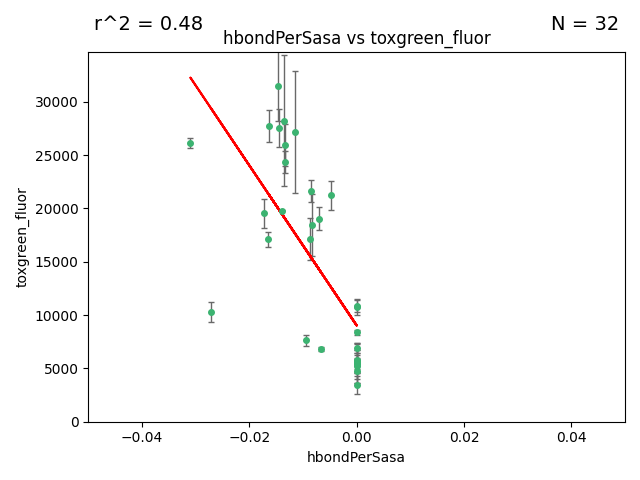 r^2 = 0.48
N = 32
hbondPerSasa vs toxgreen_fluor
30000
25000
20000
15000
10000
5000
0
toxgreen_fluor
−0.04
−0.02
0.00
0.02
0.04
hbondPerSasa